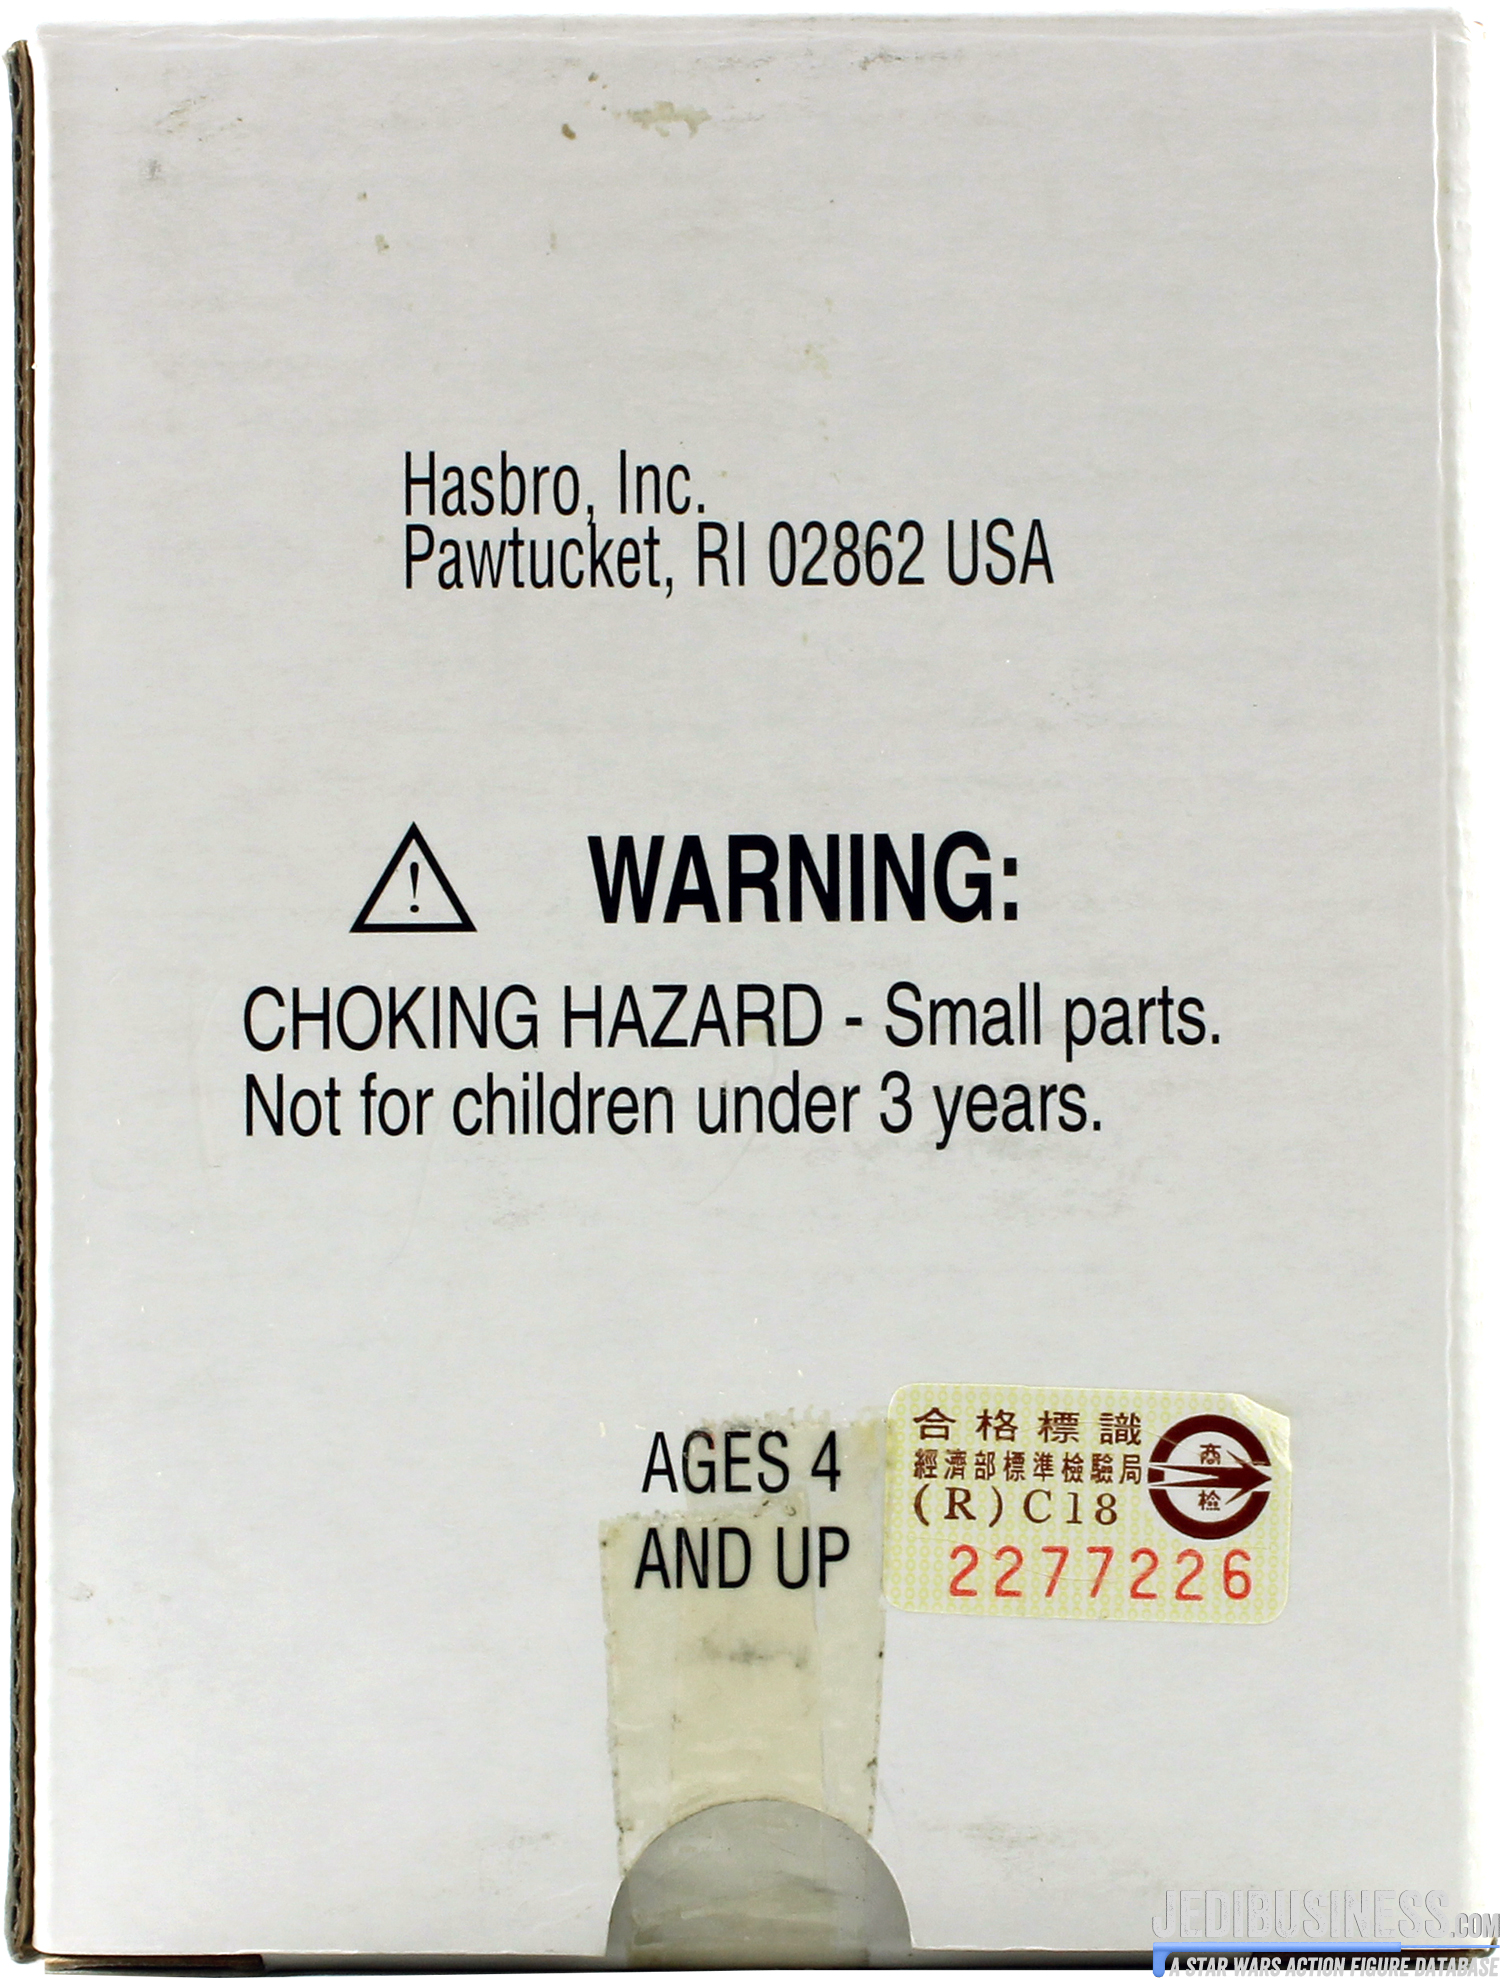 Hasbro, Inc.
Pawtucket, RI 02862 USA
! WARNING:
CHOKING HAZARD - Small parts.
Not for children under 3 years.
AGES 4
AND UP
合格標識
經濟部標準檢驗局
(R) C18
商
檢
2277226
JEDIBUSINESS.COM
A STAR WARS ACTION FIGURE DATABASE